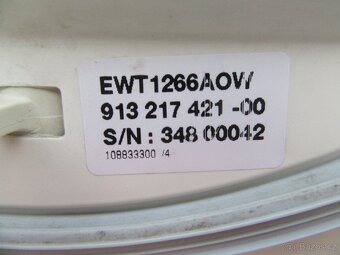 EWT1266AOW
913 217 421 -00
S/N : 348 00042
108833300 /4